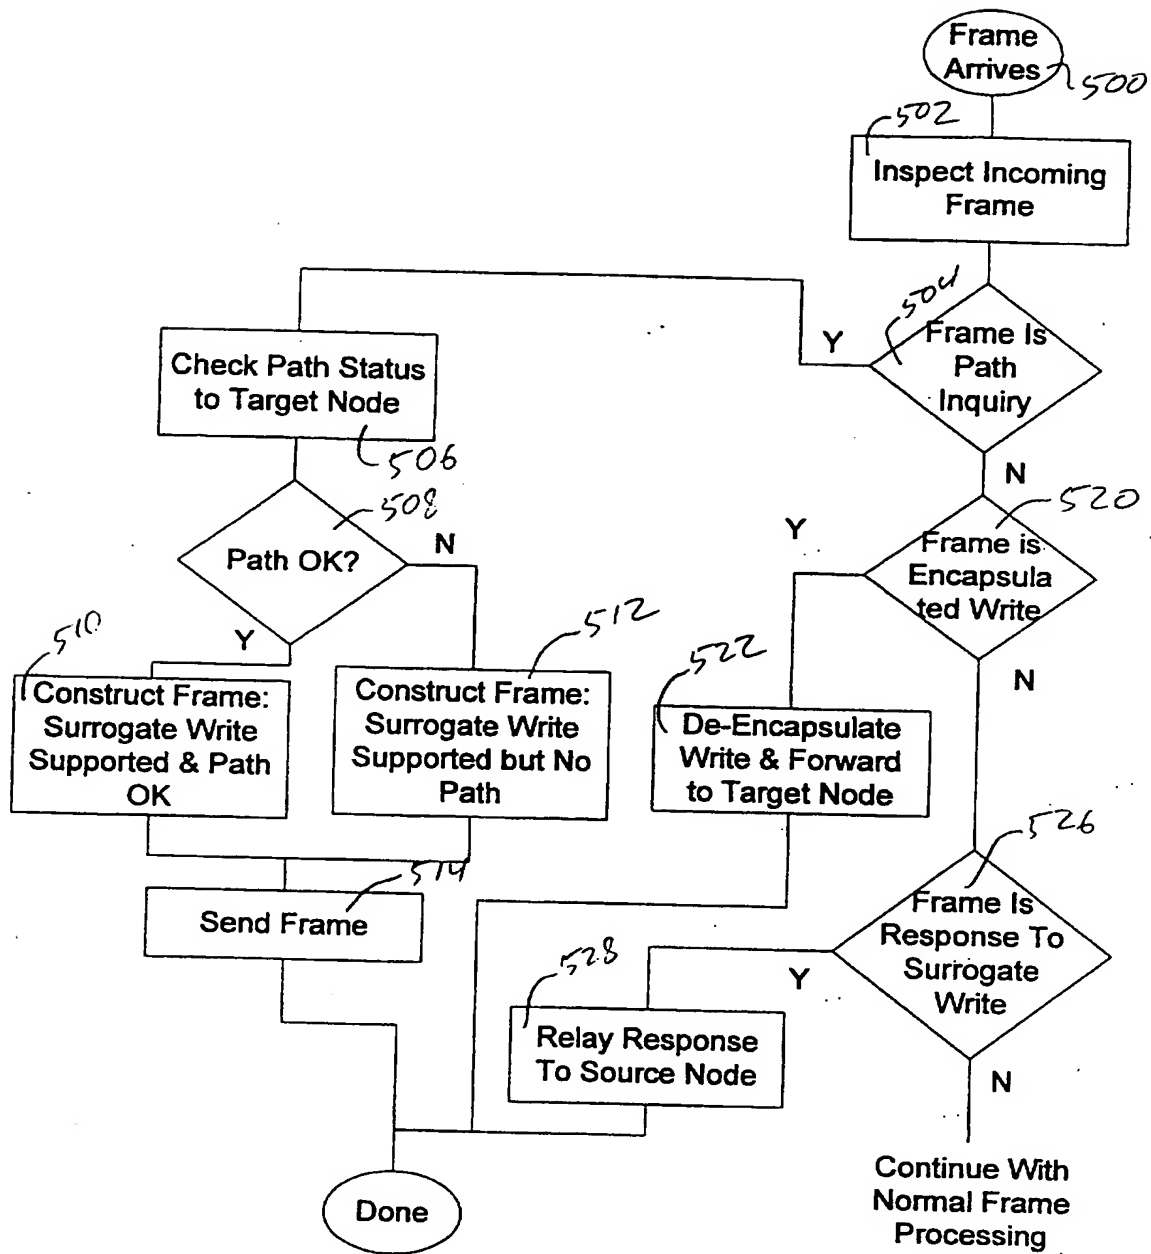 Frame
Arrives
500
502
Inspect Incoming
Frame
504
Y
Frame Is
Path
Inquiry
N
Check Path Status
to Target Node
506
508
Path OK?
N
Y
520
Y
Frame is
Encapsula
ted Write
N
510
Construct Frame:
Surrogate Write
Supported & Path
OK
512
Construct Frame:
Surrogate Write
Supported but No
Path
522
De-Encapsulate
Write & Forward
to Target Node
514
Send Frame
526
Frame Is
Response To
Surrogate
Write
Y
N
528
Relay Response
To Source Node
Done
Continue With
Normal Frame
Processing